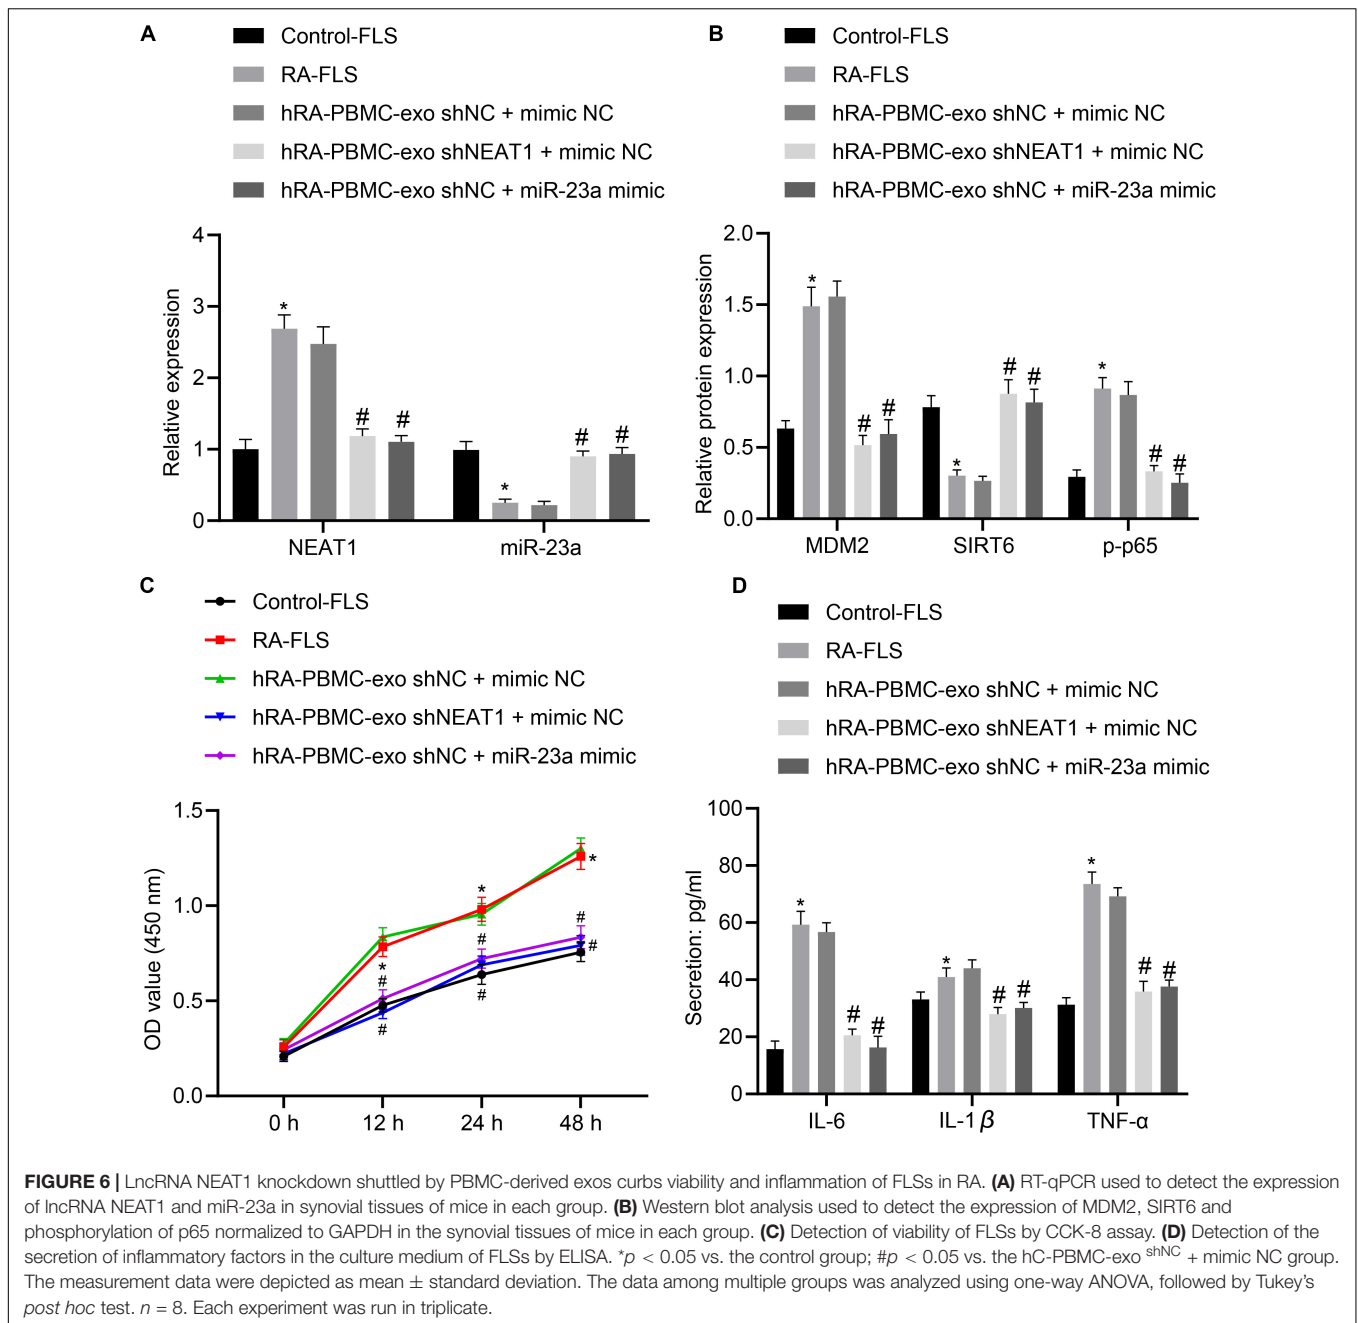 A
Control-FLS
RA-FLS
hRA-PBMC-exo shNC + mimic NC
hRA-PBMC-exo shNEAT1 + mimic NC
hRA-PBMC-exo shNC + miR-23a mimic
Relative expression
4
3
2
1
0
*
#
#
*
#
#
NEAT1
miR-23a
B
Control-FLS
RA-FLS
hRA-PBMC-exo shNC + mimic NC
hRA-PBMC-exo shNEAT1 + mimic NC
hRA-PBMC-exo shNC + miR-23a mimic
Relative protein expression
2.0
1.5
1.0
0.5
0.0
*
#
#
*
#
#
*
#
#
MDM2
SIRT6
p-p65
C
Control-FLS
RA-FLS
hRA-PBMC-exo shNC + mimic NC
hRA-PBMC-exo shNEAT1 + mimic NC
hRA-PBMC-exo shNC + miR-23a mimic
OD value (450 nm)
1.5
1.0
0.5
0.0
*
#
#
*
#
#
*
#
#
0 h
12 h
24 h
48 h
D
Control-FLS
RA-FLS
hRA-PBMC-exo shNC + mimic NC
hRA-PBMC-exo shNEAT1 + mimic NC
hRA-PBMC-exo shNC + miR-23a mimic
Secretion: pg/ml
100
80
60
40
20
0
*
#
#
*
#
#
*
#
#
IL-6
IL-1 β
TNF-α
FIGURE 6 | LncRNA NEAT1 knockdown shuttled by PBMC-derived exos curbs viability and inflammation of FLSs in RA. (A) RT-qPCR used to detect the expression
of lncRNA NEAT1 and miR-23a in synovial tissues of mice in each group. (B) Western blot analysis used to detect the expression of MDM2, SIRT6 and
phosphorylation of p65 normalized to GAPDH in the synovial tissues of mice in each group. (C) Detection of viability of FLSs by CCK-8 assay. (D) Detection of the
secretion of inflammatory factors in the culture medium of FLSs by ELISA. *p < 0.05 vs. the control group; #p < 0.05 vs. the hC-PBMC-exo shNC + mimic NC group.
The measurement data were depicted as mean ± standard deviation. The data among multiple groups was analyzed using one-way ANOVA, followed by Tukey's
post hoc test. n = 8. Each experiment was run in triplicate.